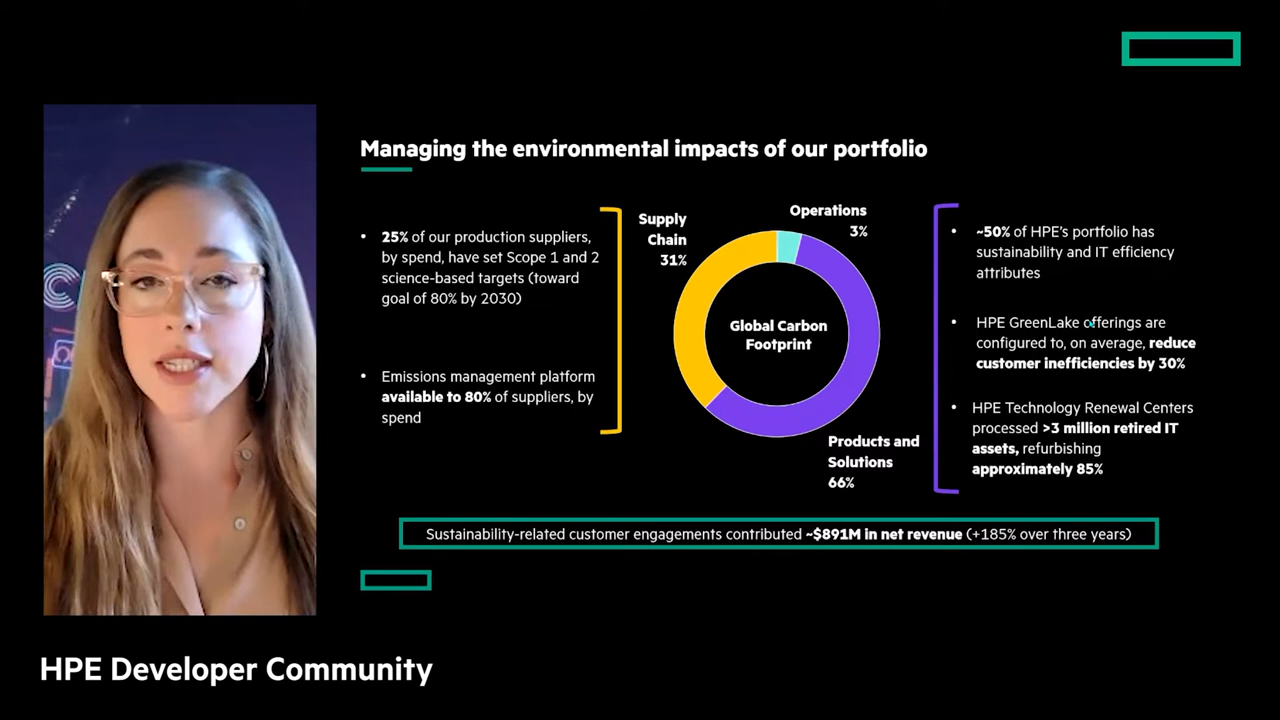 Managing the environmental impacts of our portfolio
• 25% of our production suppliers,
by spend, have set Scope 1 and 2
science-based targets (toward
goal of 80% by 2030)
• Emissions management platform
available to 80% of suppliers, by
spend
Supply
Chain
31%
Operations
3%
Global Carbon
Footprint
Products and
Solutions
66%
• ~50% of HPE's portfolio has
sustainability and IT efficiency
attributes
• HPE GreenLake offerings are
configured to, on average, reduce
customer inefficiencies by 30%
• HPE Technology Renewal Centers
processed >3 million retired IT
assets, refurbishing
approximately 85%
Sustainability-related customer engagements contributed ~$891M in net revenue (+185% over three years)
HPE Developer Community